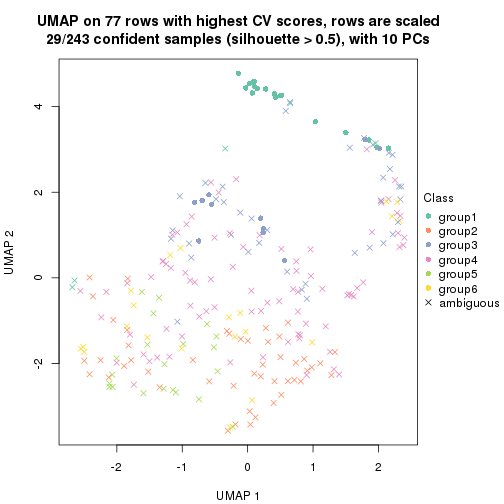 UMAP on 77 rows with highest CV scores, rows are scaled
29/243 confident samples (silhouette > 0.5), with 10 PCs
4
2
0
-2
UMAP 2
-2
-1
0
1
2
UMAP 1
Class
group1
group2
group3
group4
group5
group6
ambiguous